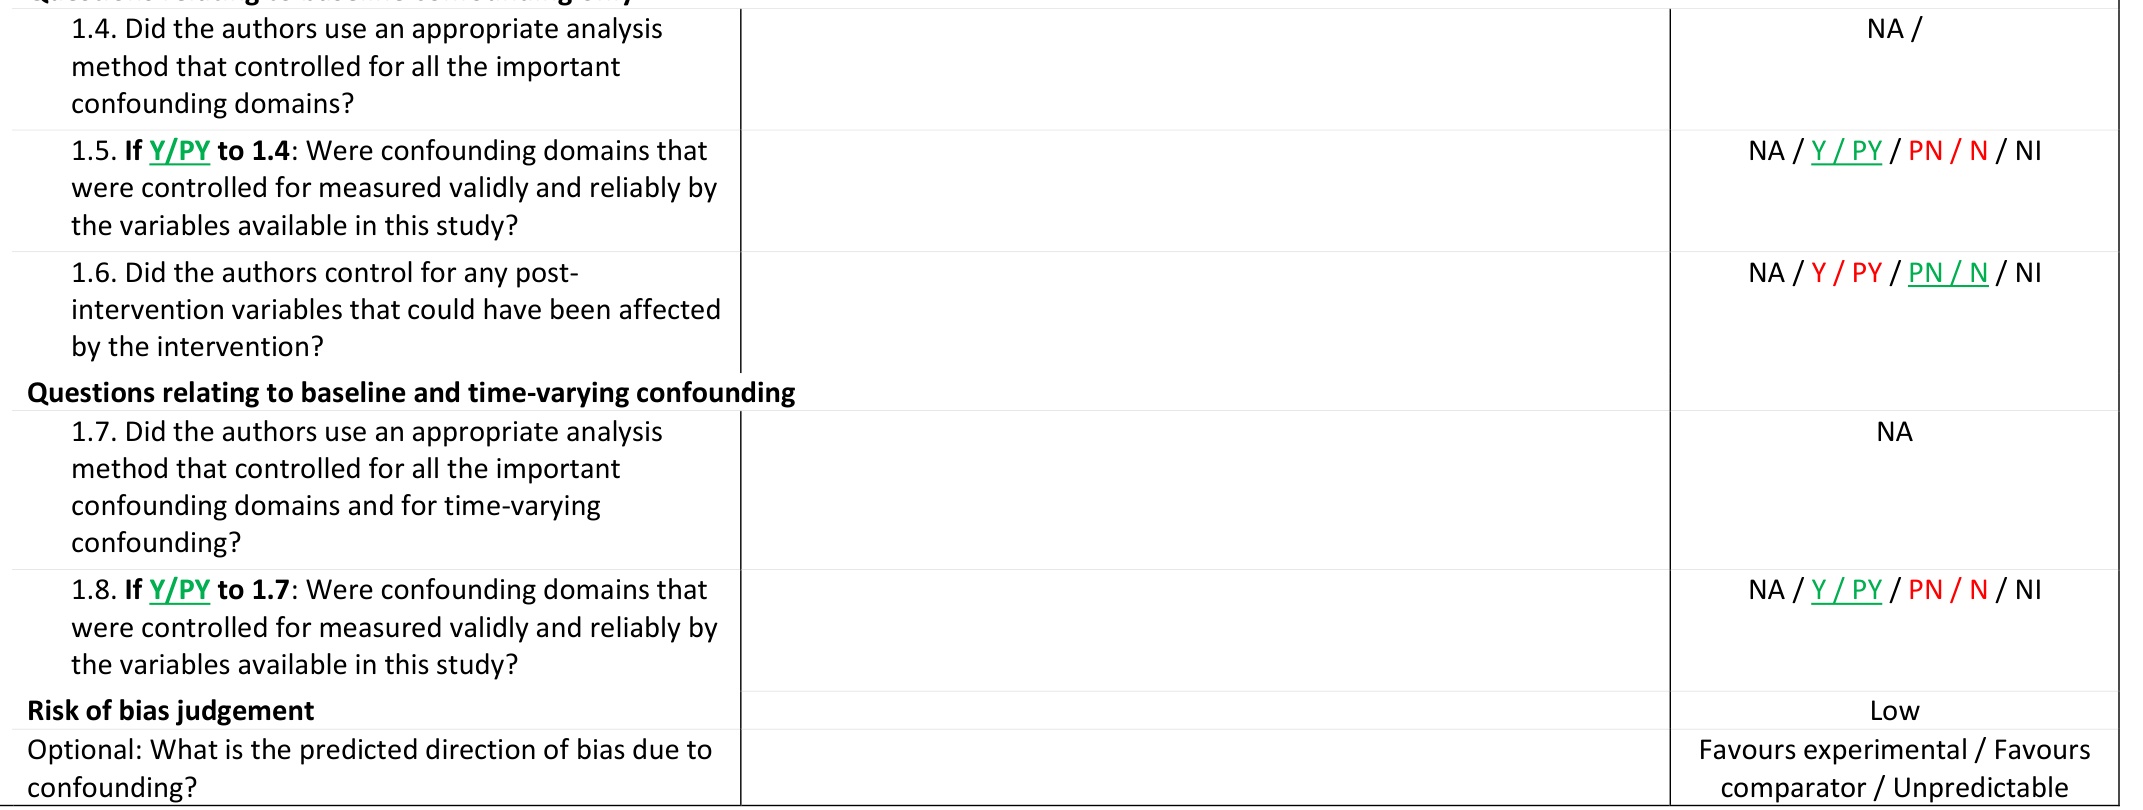 Questions relating to baseline confounding only
1.4. Did the authors use an appropriate analysis
method that controlled for all the important
confounding domains?
NA /
1.5. If Y/PY to 1.4: Were confounding domains that
were controlled for measured validly and reliably by
the variables available in this study?
NA / Y / PY / PN / N / NI
1.6. Did the authors control for any post-
intervention variables that could have been affected
by the intervention?
NA / Y / PY / PN / N / NI
Questions relating to baseline and time-varying confounding
1.7. Did the authors use an appropriate analysis
method that controlled for all the important
confounding domains and for time-varying
confounding?
NA
1.8. If Y/PY to 1.7: Were confounding domains that
were controlled for measured validly and reliably by
the variables available in this study?
NA / Y / PY / PN / N / NI
Risk of bias judgement
Low
Optional: What is the predicted direction of bias due to
confounding?
Favours experimental / Favours
comparator / Unpredictable